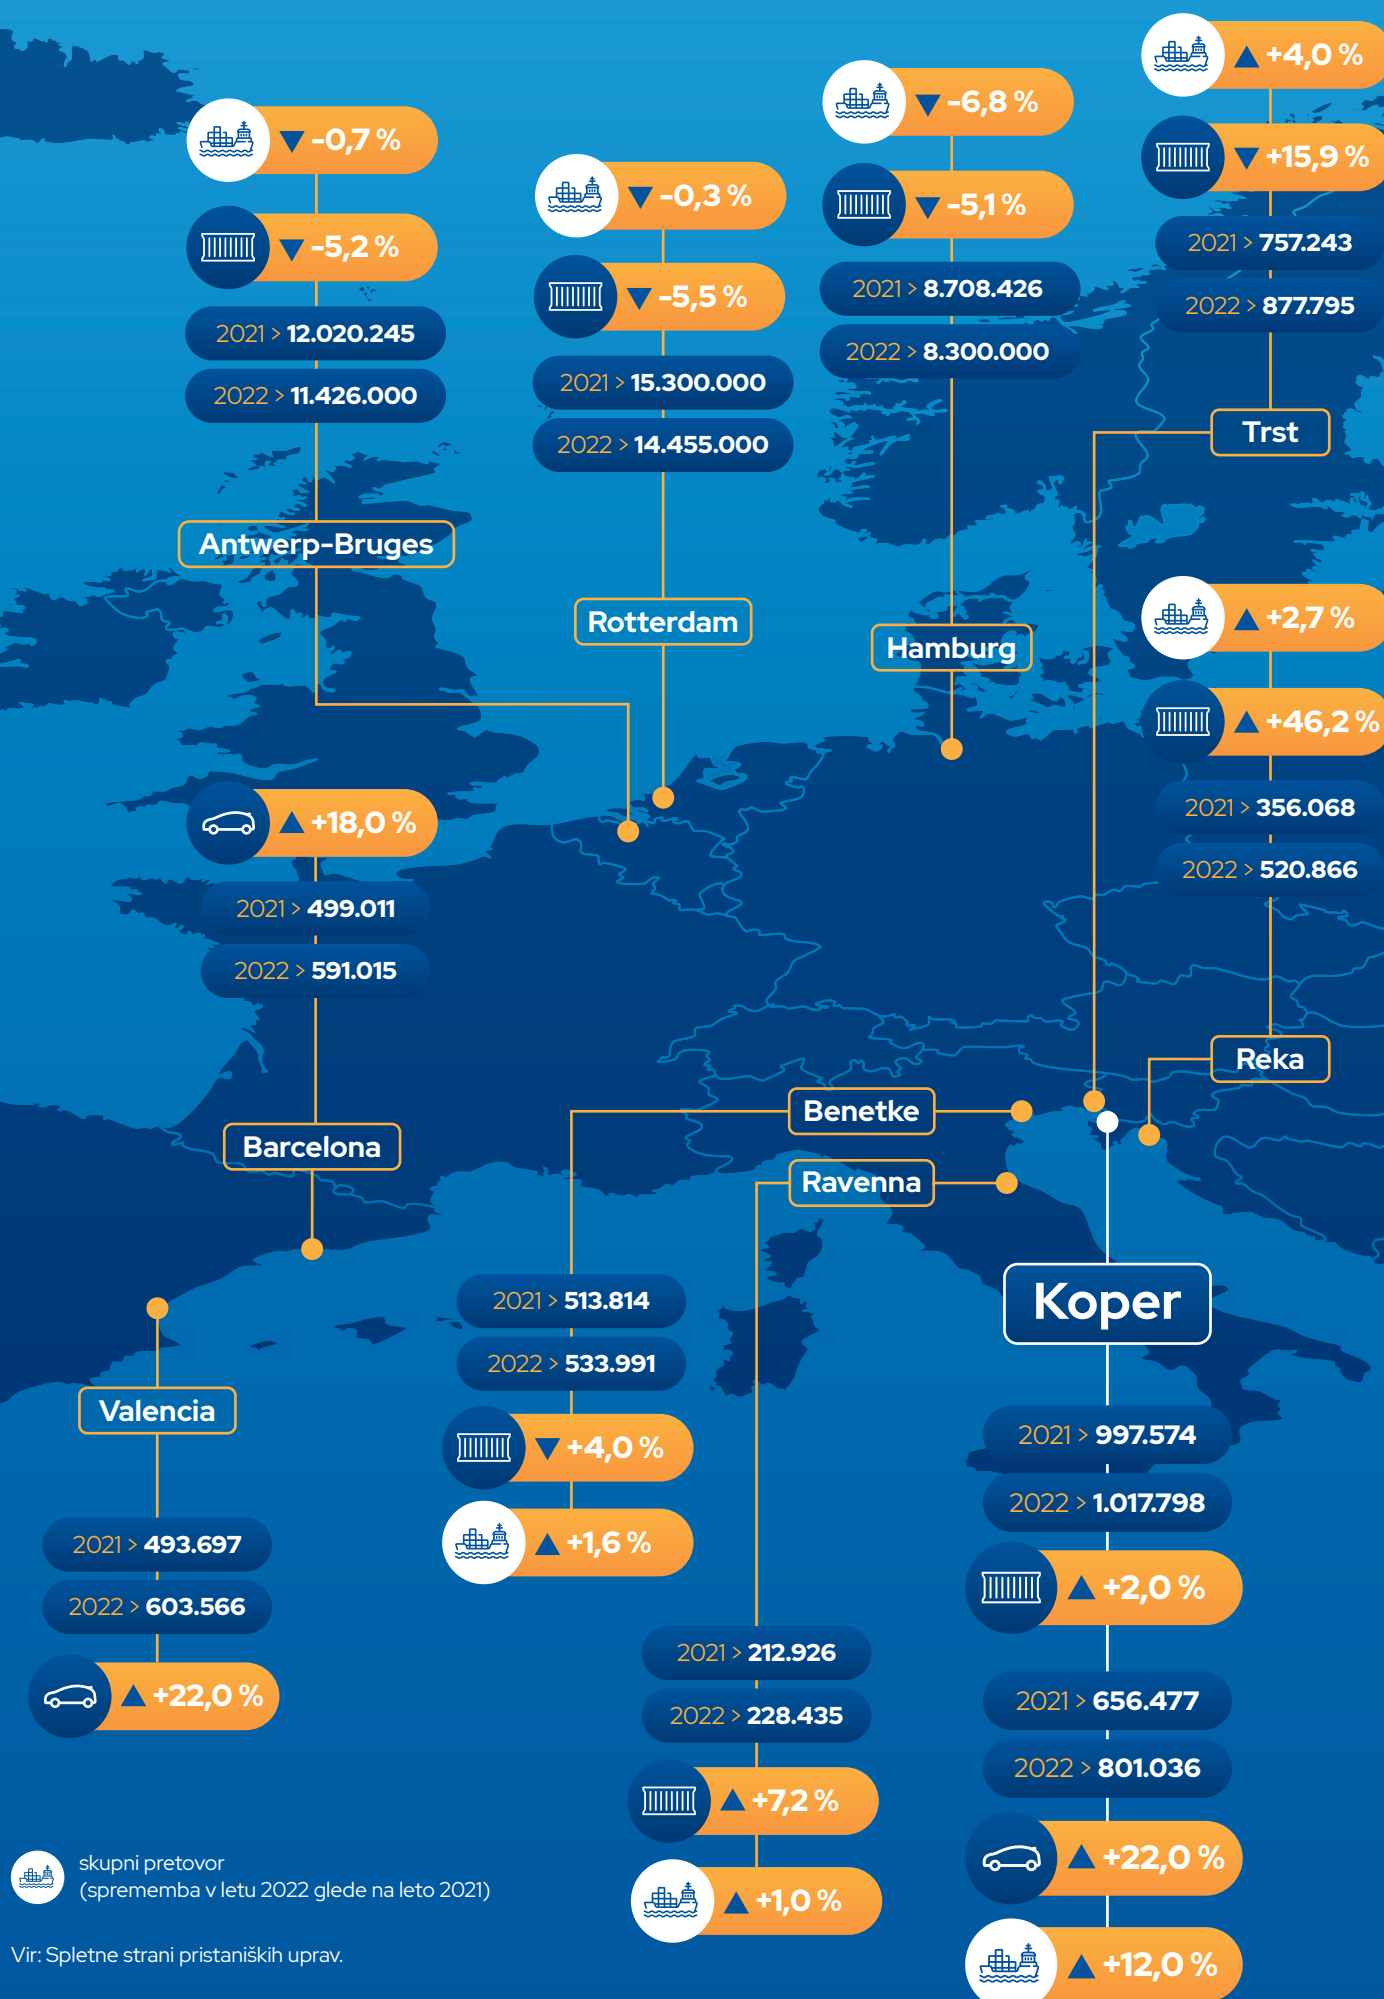 -0,7 %
-5,2 %
2021 > 12.020.245
2022 > 11.426.000
Antwerp-Bruges
-0,3 %
-5,5 %
2021 > 15.300.000
2022 > 14.455.000
Rotterdam
-6,8 %
-5,1 %
2021 > 8.708.426
2022 > 8.300.000
Hamburg
+4,0 %
+15,9 %
2021 > 757.243
2022 > 877.795
Trst
+2,7 %
+46,2 %
2021 > 356.068
2022 > 520.866
Reka
+18,0 %
2021 > 499.011
2022 > 591.015
Barcelona
Benetke
2021 > 513.814
2022 > 533.991
+4,0 %
+1,6 %
Ravenna
2021 > 212.926
2022 > 228.435
+7,2 %
+1,0 %
Koper
2021 > 997.574
2022 > 1.017.798
+2,0 %
2021 > 656.477
2022 > 801.036
+22,0 %
+12,0 %
Valencia
2021 > 493.697
2022 > 603.566
+22,0 %
skupni pretovor
(sprememba v letu 2022 glede na leto 2021)
Vir: Spletne strani pristaniških uprav.